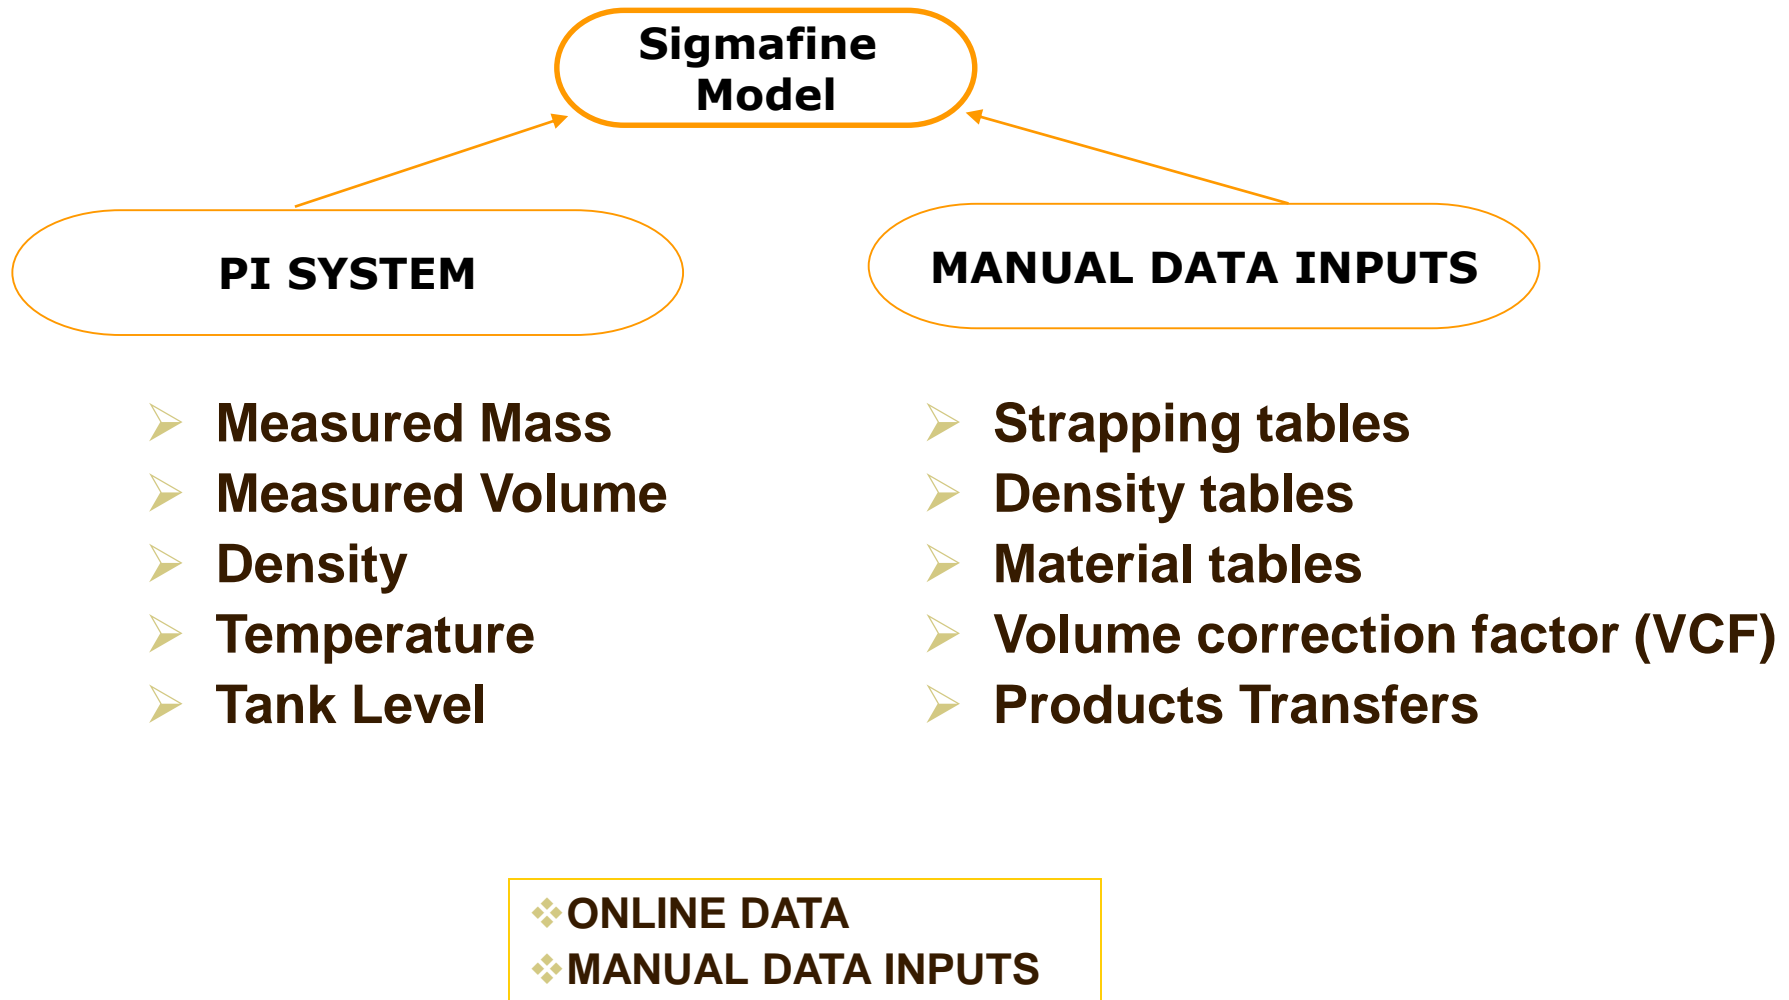 Sigmafine
Model
PI SYSTEM
MANUAL DATA INPUTS
Measured Mass
Measured Volume
Density
Temperature
Tank Level
Strapping tables
Density tables
Material tables
Volume correction factor (VCF)
Products Transfers
ONLINE DATA
MANUAL DATA INPUTS